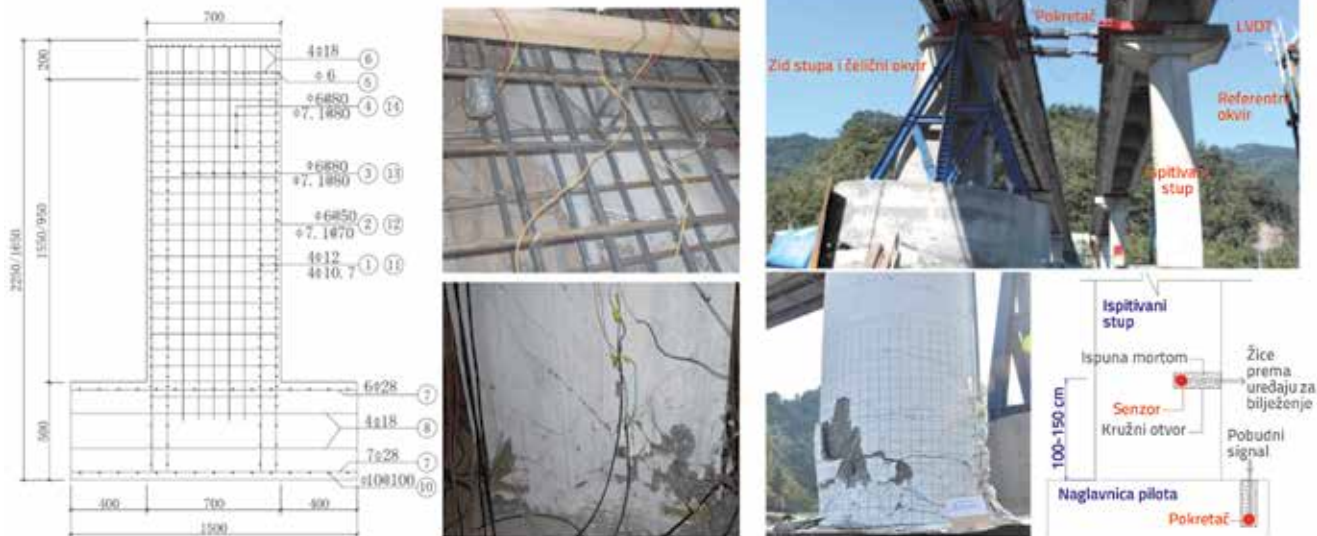 700
200
1550/950
2250/1650
500
4⌀18
⑥
⌀6
⑤
⌀6@80
⌀7.1@80
④ ⑭
⌀6@80
⌀7.1@80
③ ⑬
⌀6@50
⌀7.1@70
② ⑫
4⌀12
4⌀10.7
① ⑪
6⌀28
⑦
4⌀18
⑧
7⌀28
⑦
⌀10@100
⑩
400
700
400
1500
Pokretač
LVDT
Zid stupa i čelični okvir
Referentni
okvir
Ispitivani
stup
Ispitivani
stup
Ispuna mortom
Žice
prema
uređaju za
bilježenje
Senzor
Kružni otvor
100-150 cm
Pobudni
signal
Naglavnica pilota
Pokretač